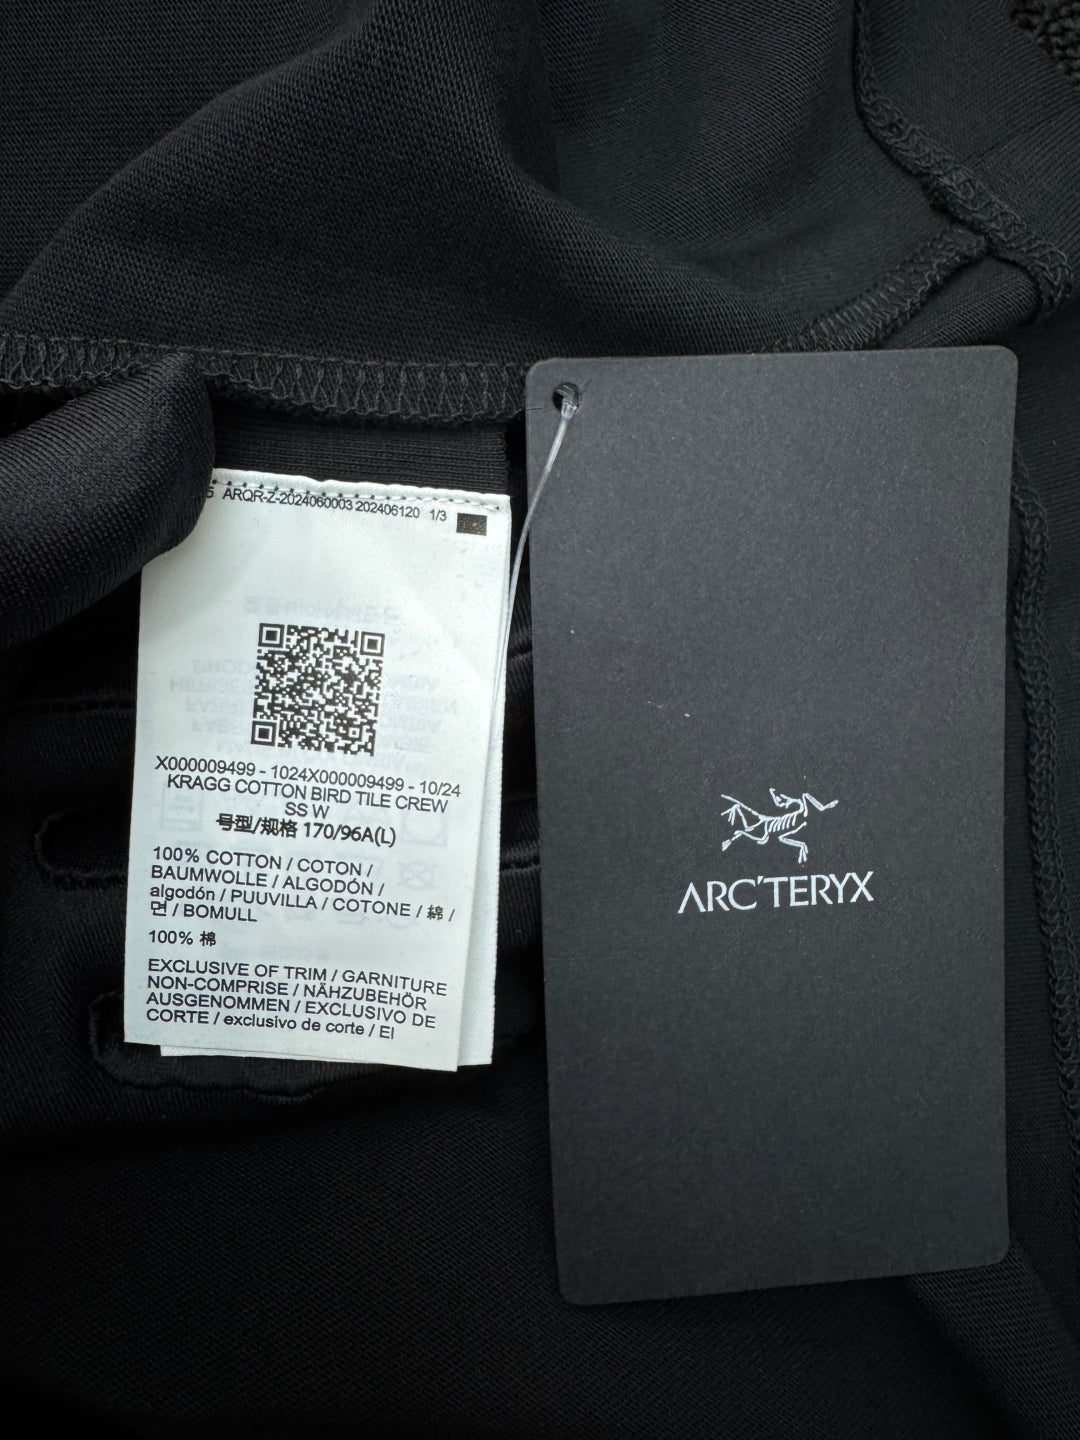 5 ARQR-Z-2024060003 202406120 1/3
X000009499 - 1024X000009499 - 10/24
KRAGG COTTON BIRD TILE CREW
SS W
号型/规格 170/96A(L)
100% COTTON / COTON /
BAUMWOLLE / ALGODÓN /
algodón / PUUVILLA / COTONE / 綿 /
면 / BOMULL
100% 棉
EXCLUSIVE OF TRIM / GARNITURE
NON-COMPRISE / NÄHZUBEHÖR
AUSGENOMMEN / EXCLUSIVO DE
CORTE / exclusivo de corte / EI
ARC'TERYX